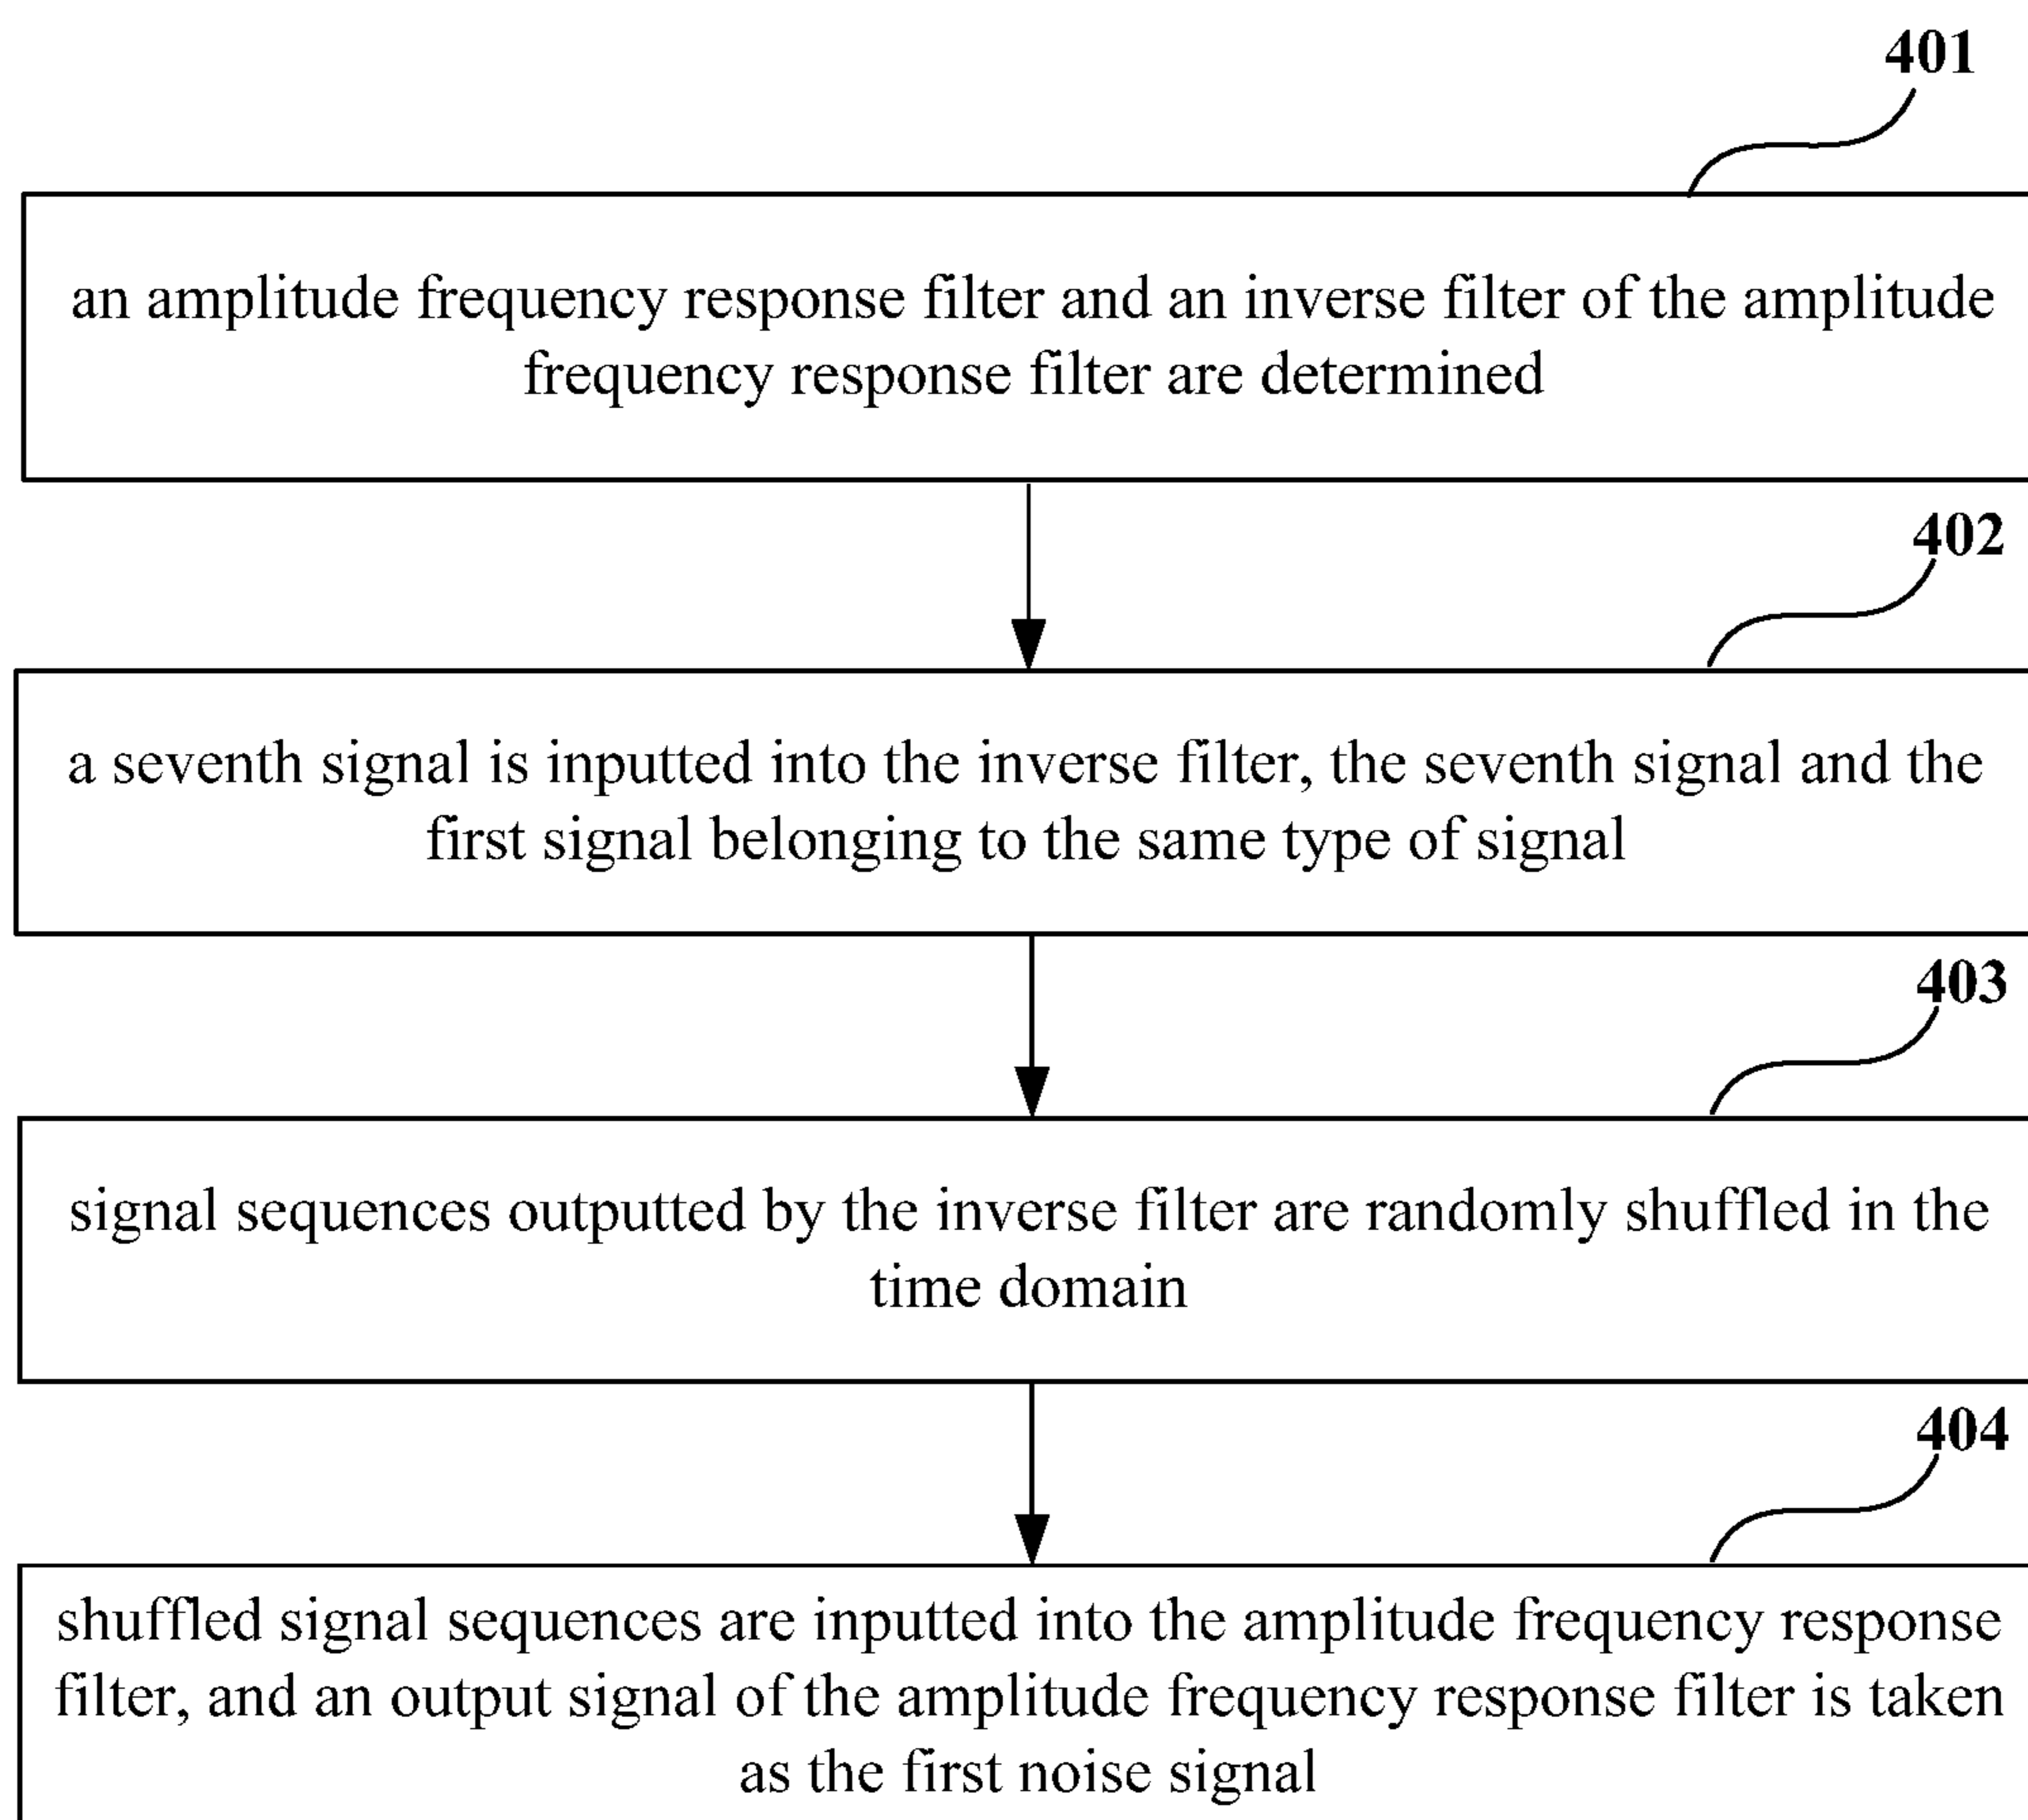 401
an amplitude frequency response filter and an inverse filter of the amplitude
frequency response filter are determined
402
a seventh signal is inputted into the inverse filter, the seventh signal and the
first signal belonging to the same type of signal
403
signal sequences outputted by the inverse filter are randomly shuffled in the
time domain
404
shuffled signal sequences are inputted into the amplitude frequency response
filter, and an output signal of the amplitude frequency response filter is taken
as the first noise signal